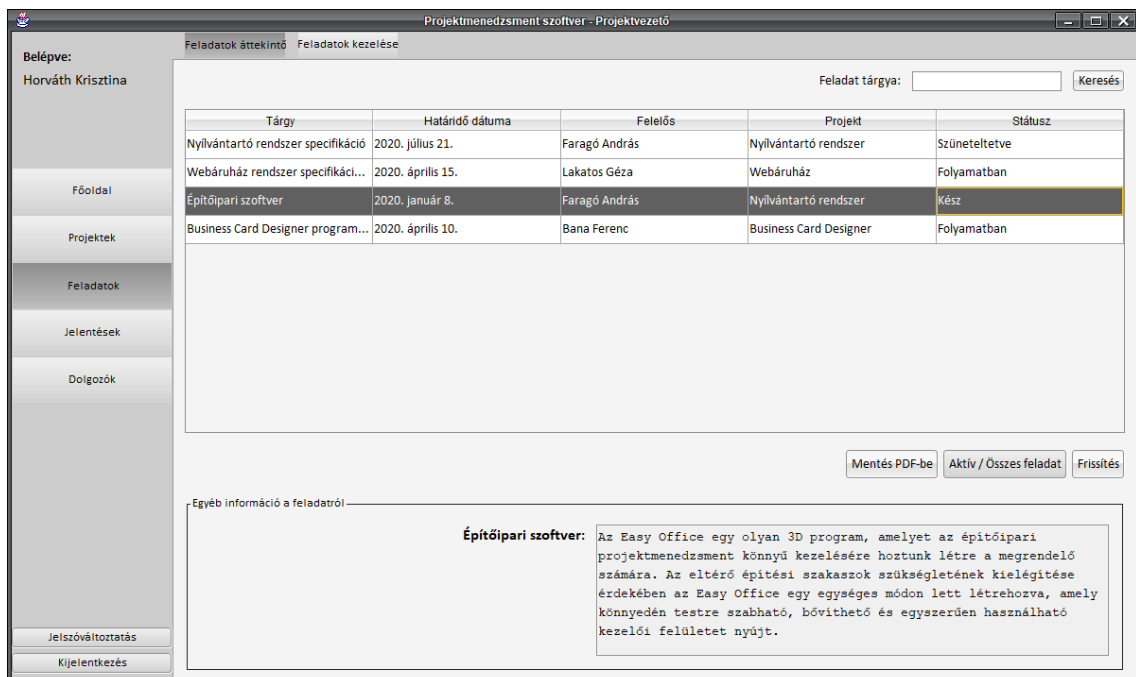 Projektmenedzsment szoftver - Projektvezető
Belépve:
Horváth Krisztina
Feladatok áttekintő Feladatok kezelése
Feladat tárgya: Keresés
Tárgy Határidő dátuma Felelős Projekt Státusz
Nyílvántartó rendszer specifikáció 2020. július 21. Faragó András Nyílvántartó rendszer Szüneteltetve
Webáruház rendszer specifikáci... 2020. április 15. Lakatos Géza Webáruház Folyamatban
Építőipari szoftver 2020. január 8. Faragó András Nyílvántartó rendszer Kész
Business Card Designer program... 2020. április 10. Bana Ferenc Business Card Designer Folyamatban
Főoldal
Projektek
Feladatok
Jelentések
Dolgozók
Mentés PDF-be Aktív / Összes feladat Frissítés
Egyéb információ a feladatról
Építőipari szoftver:
Az Easy Office egy olyan 3D program, amelyet az építőipari
projektmenedzsment könnyű kezelésére hoztunk létre a megrendelő
számára. Az eltérő építési szakaszok szükségletének kielégítése
érdekében az Easy Office egy egységes módon lett létrehozva, amely
könnyedén testre szabható, bővíthető és egyszerűen használható
kezelői felületet nyújt.
Jelszóváltoztatás
Kijelentkezés